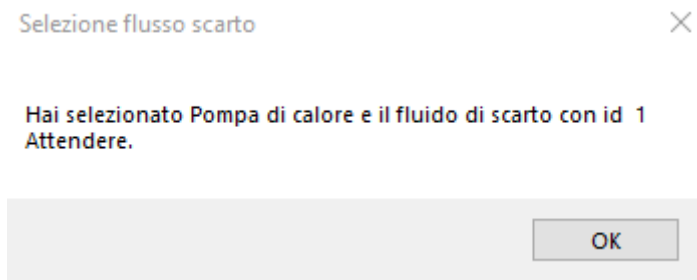 Selezione flusso scarto
Hai selezionato Pompa di calore e il fluido di scarto con id  1
Attendere.
OK